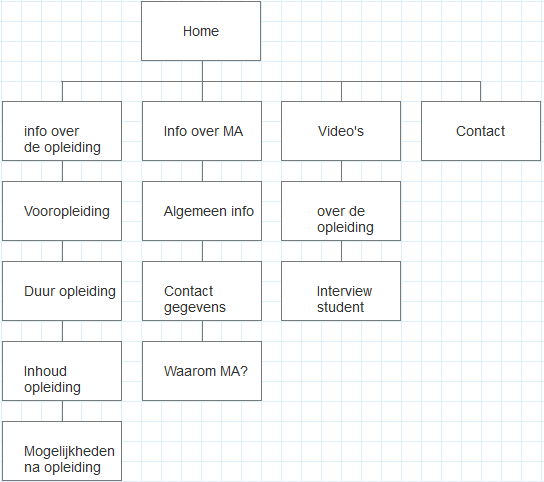 Home
info over
de opleiding
Info over MA
Video's
Contact
Vooropleiding
Algemeen info
over de
opleiding
Duur opleiding
Contact
gegevens
Interview
student
Inhoud
opleiding
Waarom MA?
Mogelijkheden
na opleiding